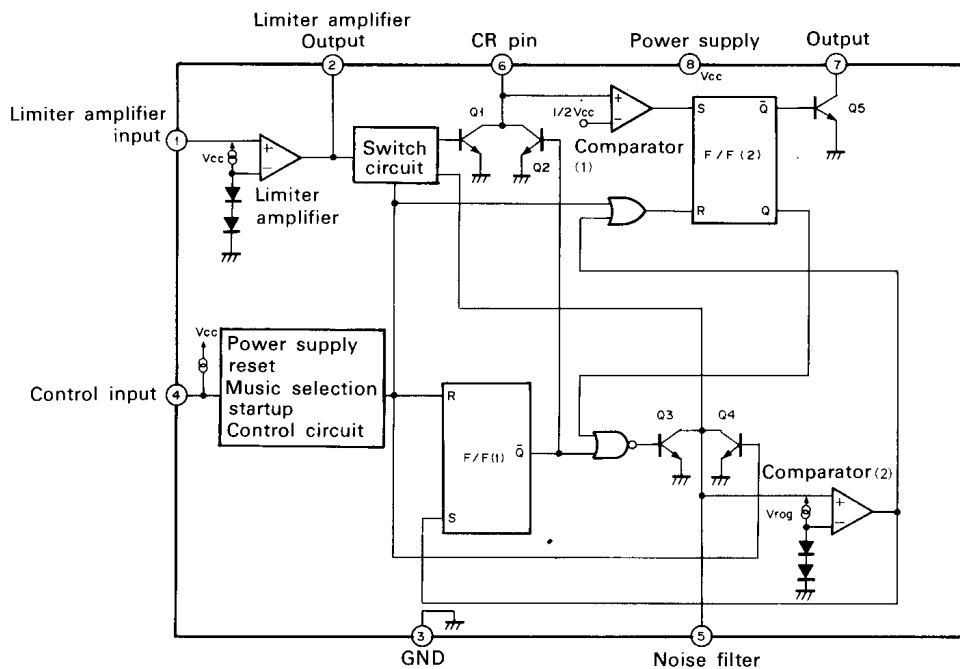 Limiter amplifier
Output
CR pin
Power supply
Output
2
6
8
Vcc
7
Limiter amplifier
input
1
Vcc
+
−
Limiter
amplifier
Switch
circuit
Q1
Q2
1/2Vcc
+
−
Comparator
(1)
S
Q̄
F/F(2)
R
Q
Q5
Control input
4
Vcc
Power supply
reset
Music selection
startup
Control circuit
R
F/F(1)
Q̄
S
Q3
Q4
Comparator(2)
Vrog
+
−
3
GND
5
Noise filter